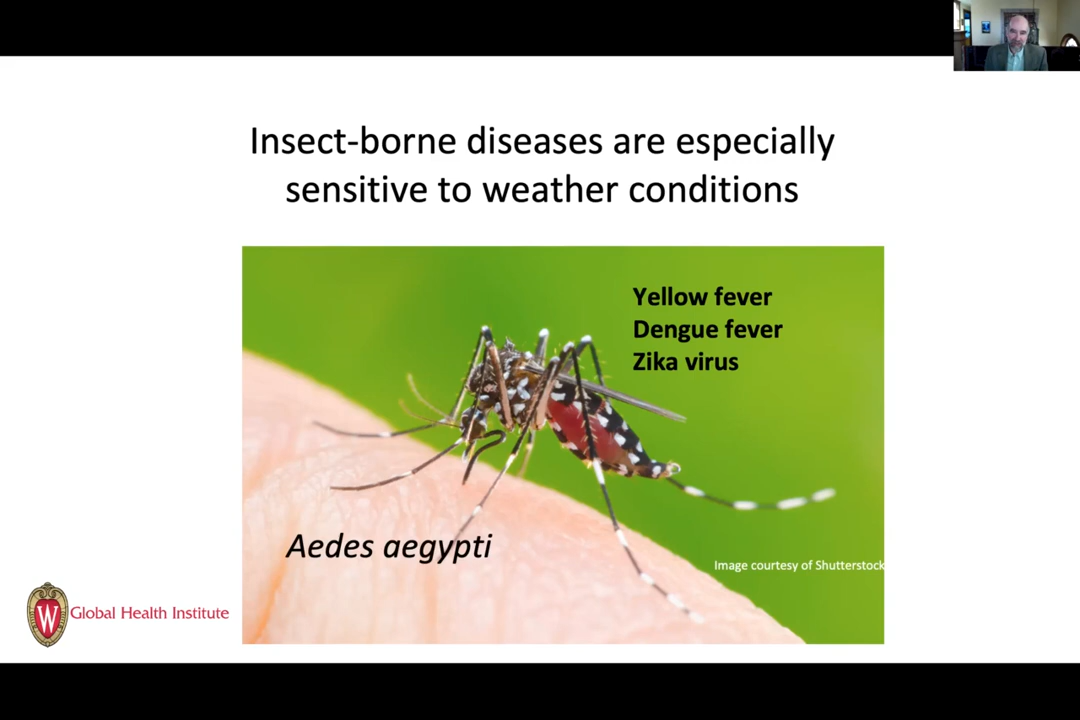 Insect-borne diseases are especially
sensitive to weather conditions
Yellow fever
Dengue fever
Zika virus
Aedes aegypti
Image courtesy of Shutterstock
W
Global Health Institute